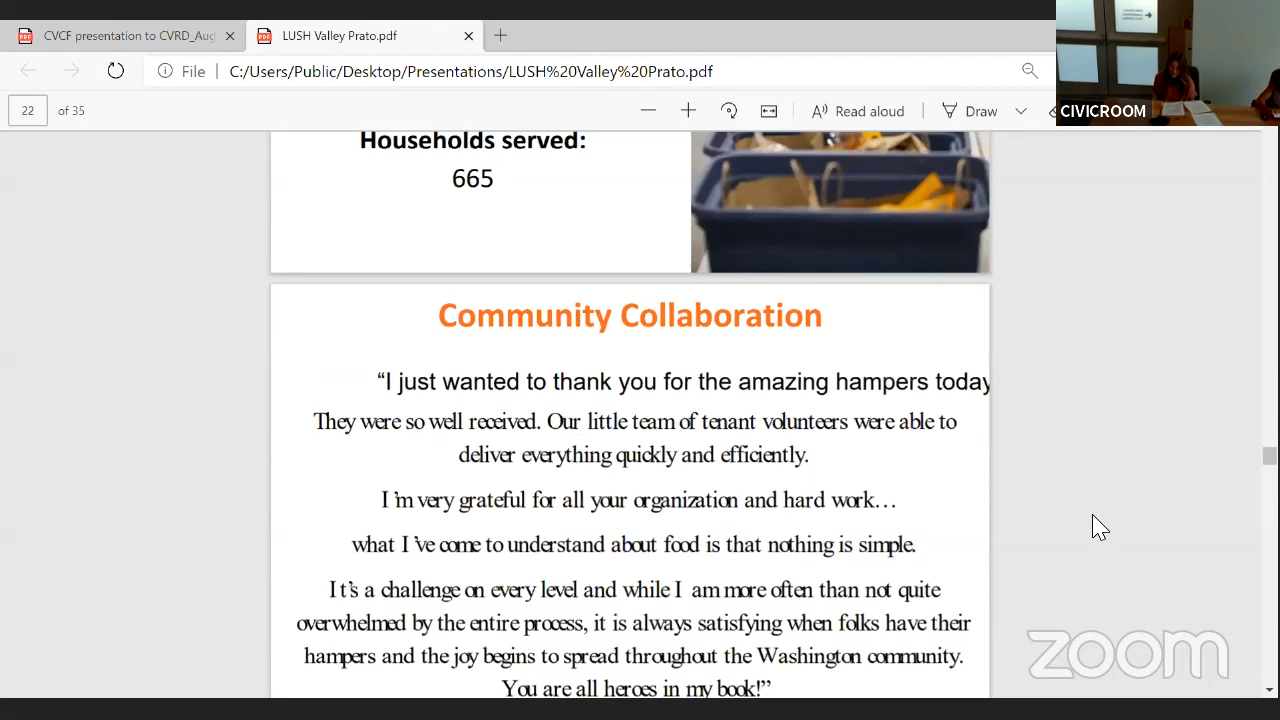 CVCF presentation to CVRD_Aug
LUSH Valley Prato.pdf
File
C:/Users/Public/Desktop/Presentations/LUSH%20Valley%20Prato.pdf
22 of 35
Read aloud
Draw
CIVICROOM
Households served:
665
Community Collaboration
“I just wanted to thank you for the amazing hampers today
They were so well received. Our little team of tenant volunteers were able to
deliver everything quickly and efficiently.
I’m very grateful for all your organization and hard work…
what I’ve come to understand about food is that nothing is simple.
It’s a challenge on every level and while I am more often than not quite
overwhelmed by the entire process, it is always satisfying when folks have their
hampers and the joy begins to spread throughout the Washington community.
You are all heroes in my book!”
zoom